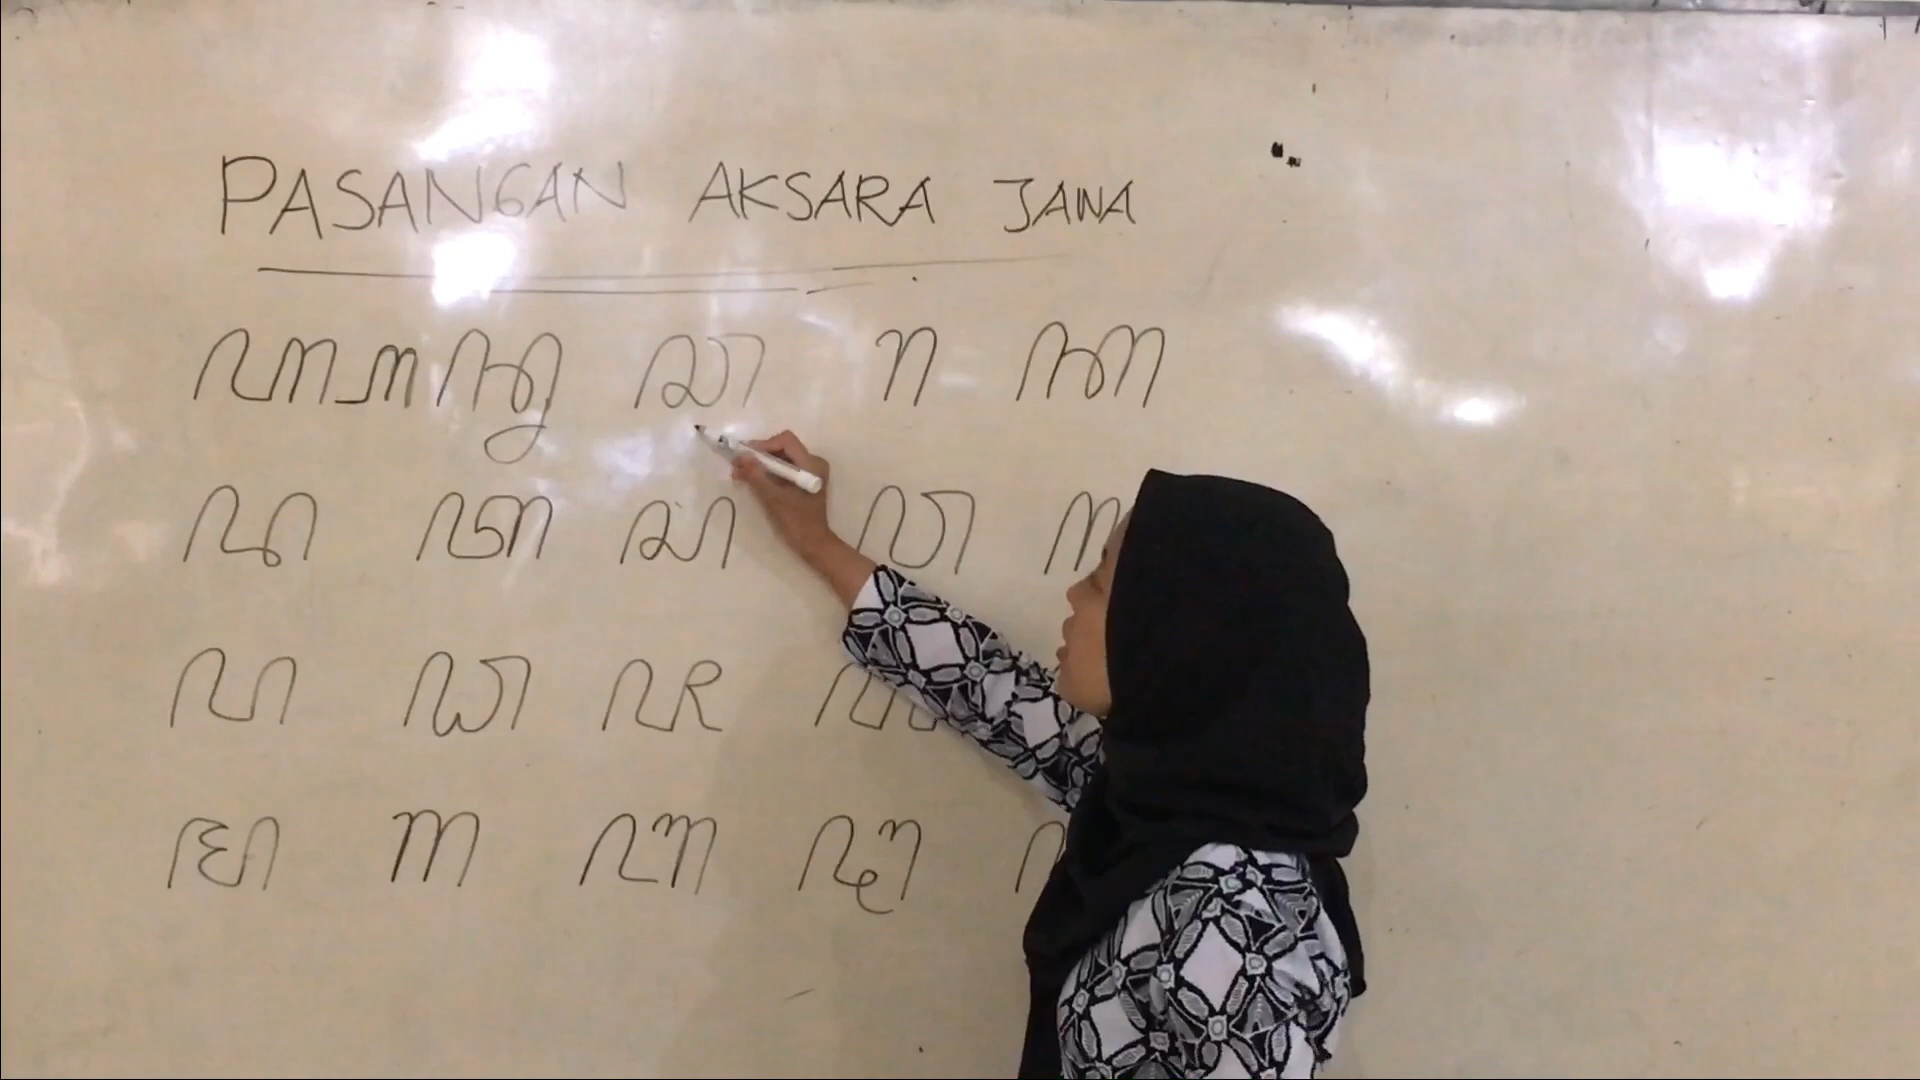 PASANGAN AKSARA JAWA
ꦲ꧀ꦲ ꦤ꧀ꦤ ꦕ ꦫ ꦏ
ꦢ ꦠ ꦱ ꦮ
ꦥ ꦝ ꦗ
ꦩ ꦒ ꦧ ꦛ